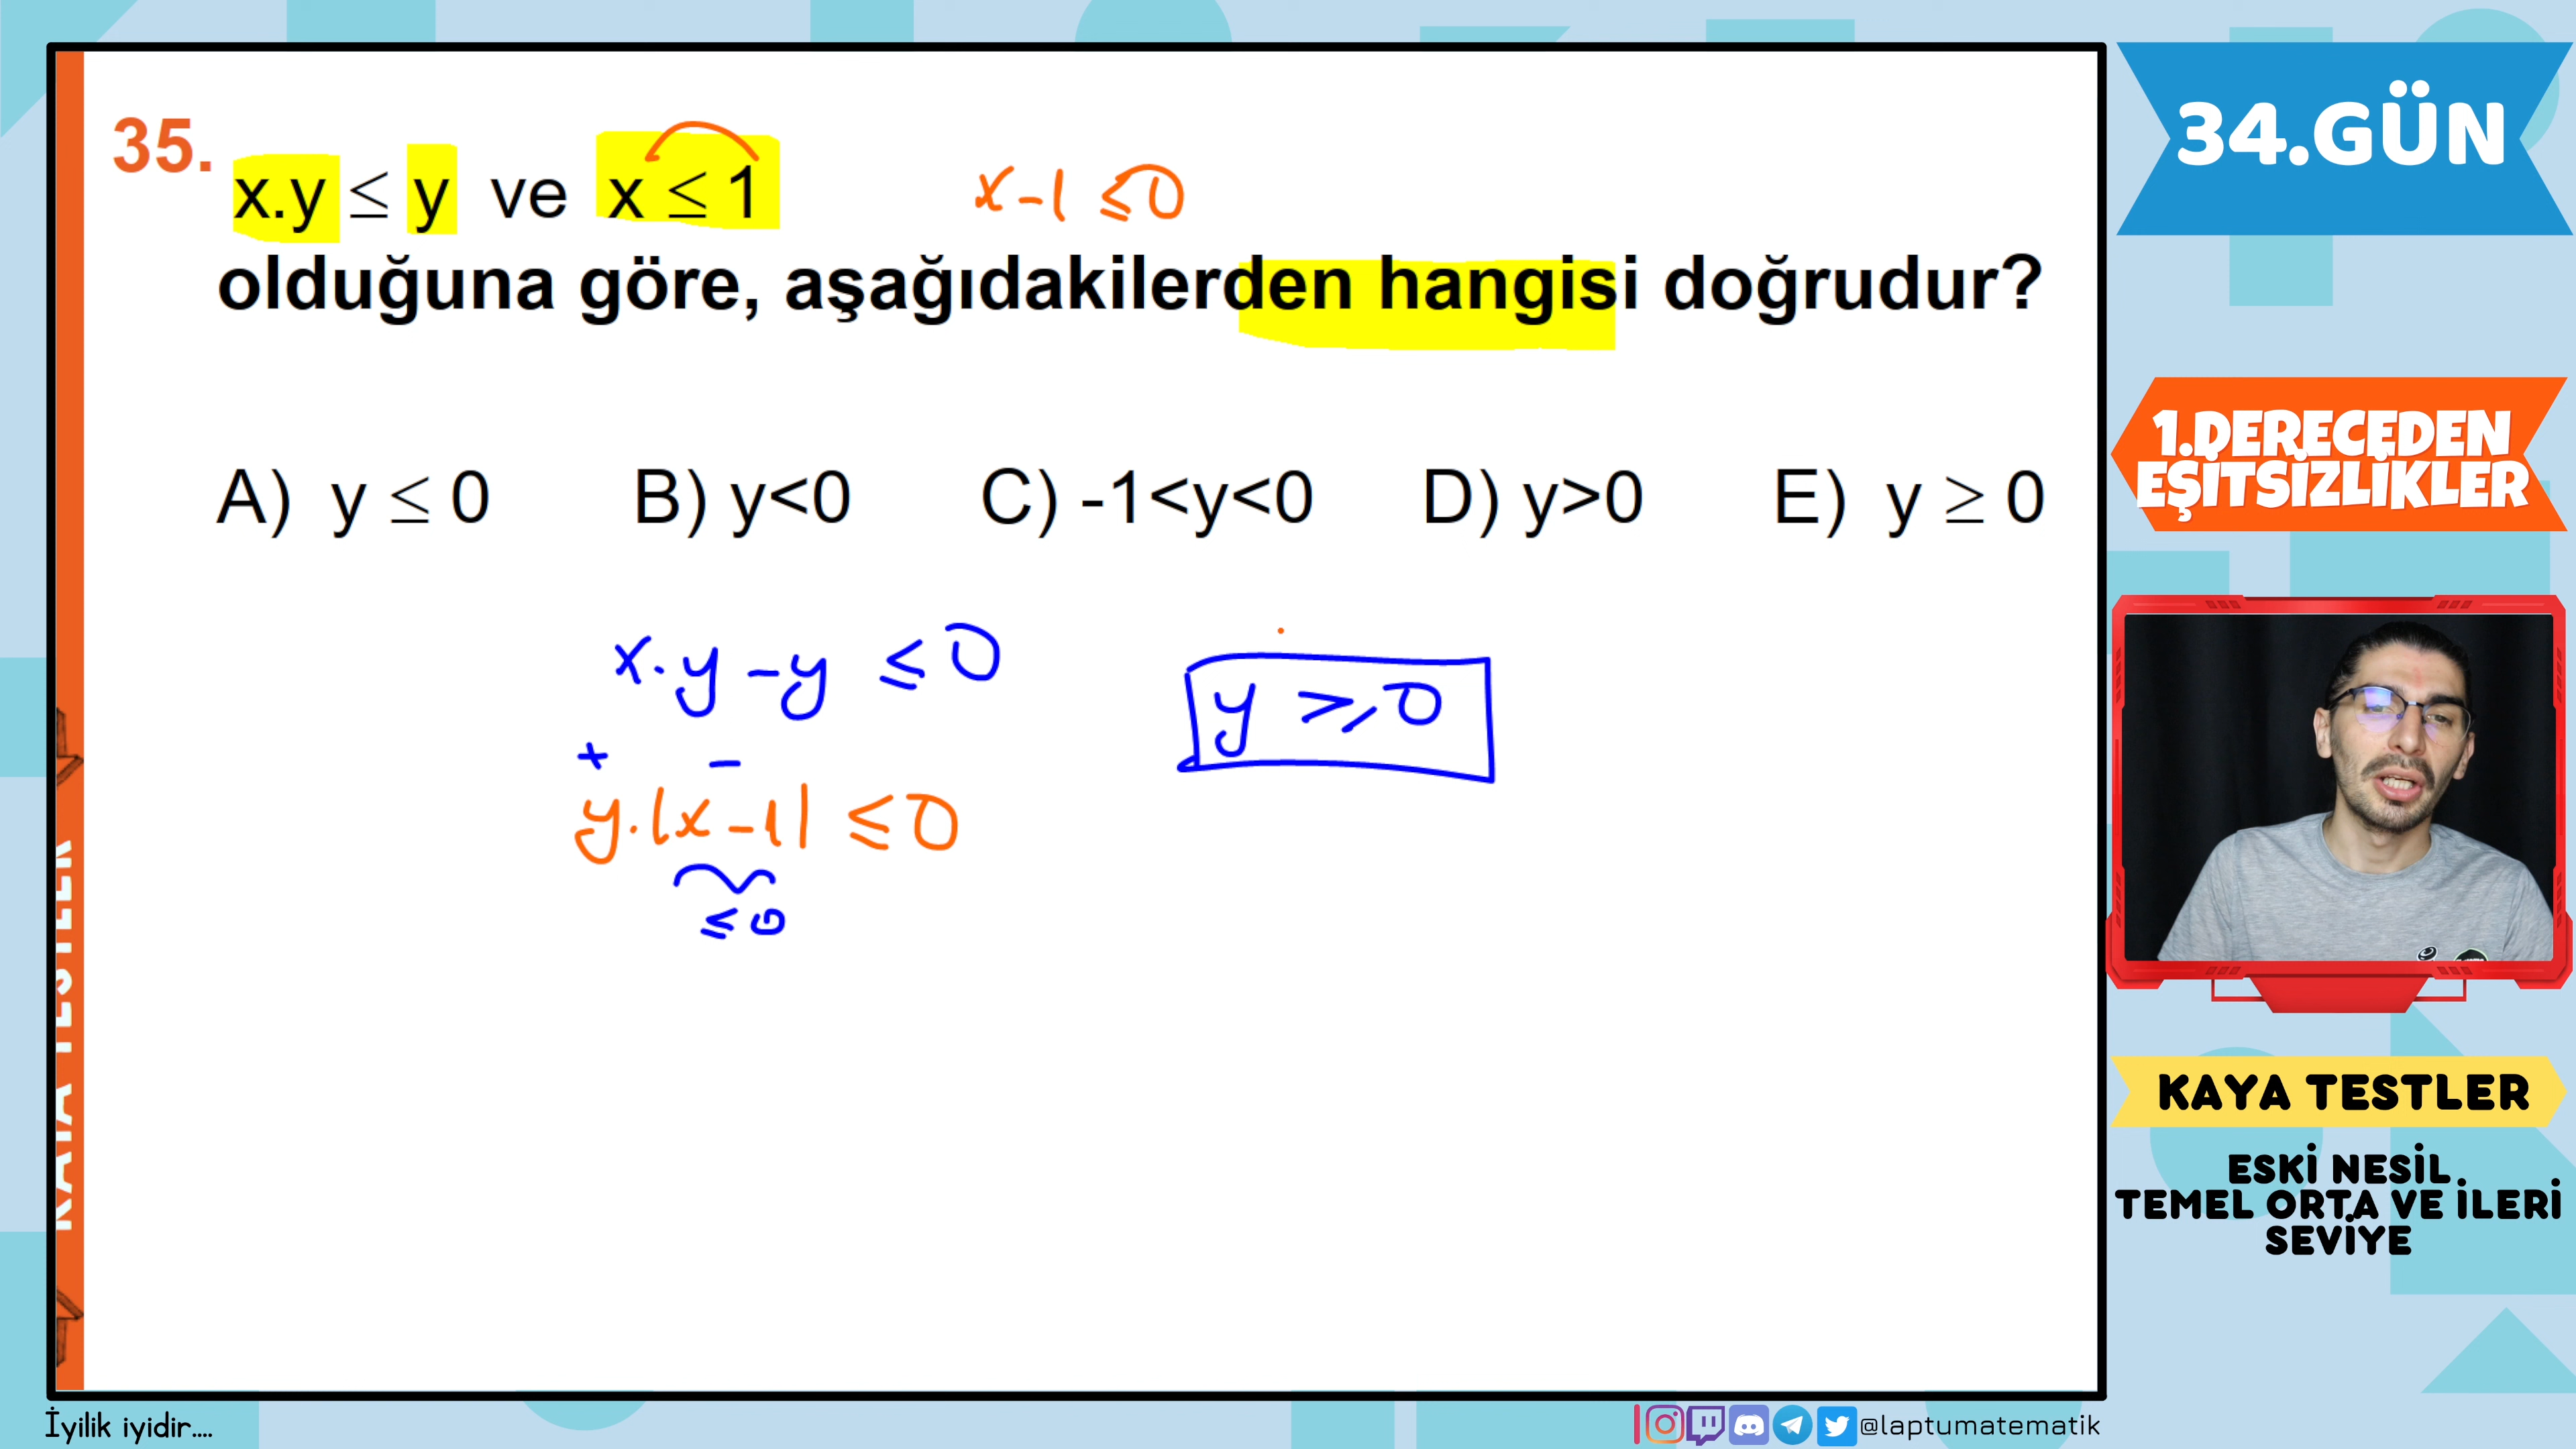 35.
x.y ≤ y ve x ≤ 1
x-1 ≤0
olduğuna göre, aşağıdakilerden hangisi doğrudur?
A) y ≤ 0 B) y<0 C) -1<y<0 D) y>0 E) y ≥ 0
x.y -y ≤0
+ -
y.(x-1) ≤0
≤0
y ≥0
KAYA TESTLER
34.GÜN
1.DERECEDEN
EŞİTSİZLİKLER
KAYA TESTLER
ESKİ NESİL
TEMEL ORTA VE İLERİ
SEVİYE
İyilik iyidir....
@laptumatematik